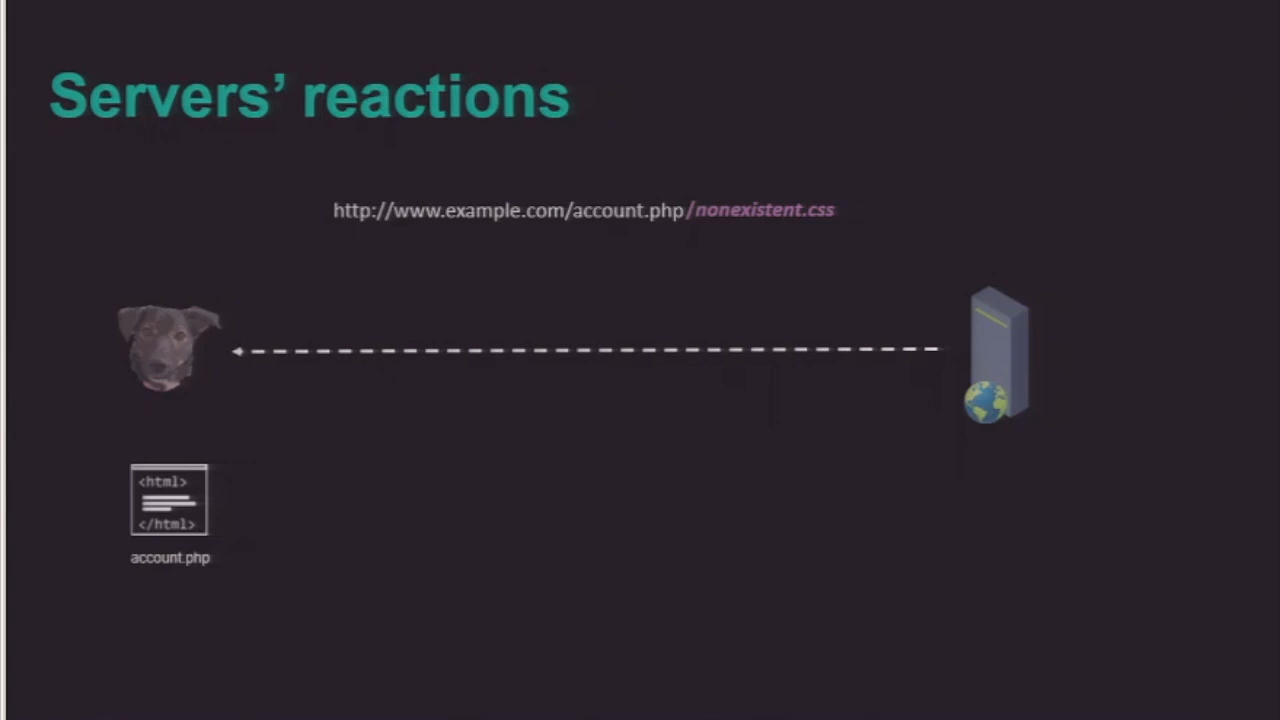 Servers’ reactions
http://www.example.com/account.php/nonexistent.css
<html>
</html>
account.php